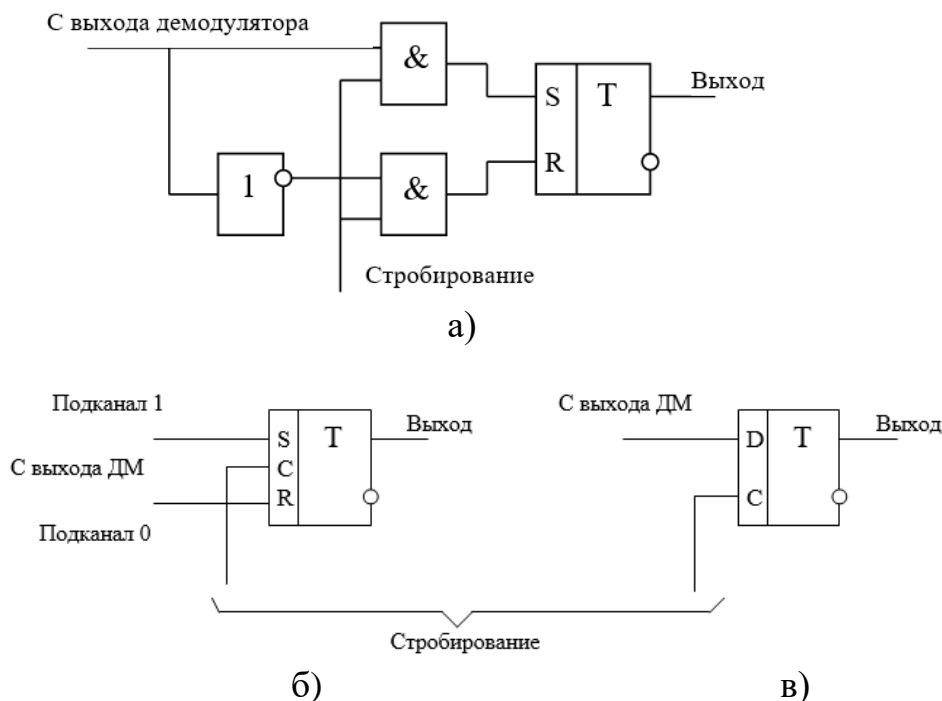 С выхода демодулятора
&
Выход
S T
R
1
&
Стробирование
а)
Подканал 1
С выхода ДМ
S T
Выход
D T
Выход
С выхода ДМ
C
R
C
Подканал 0
Стробирование
б)
в)